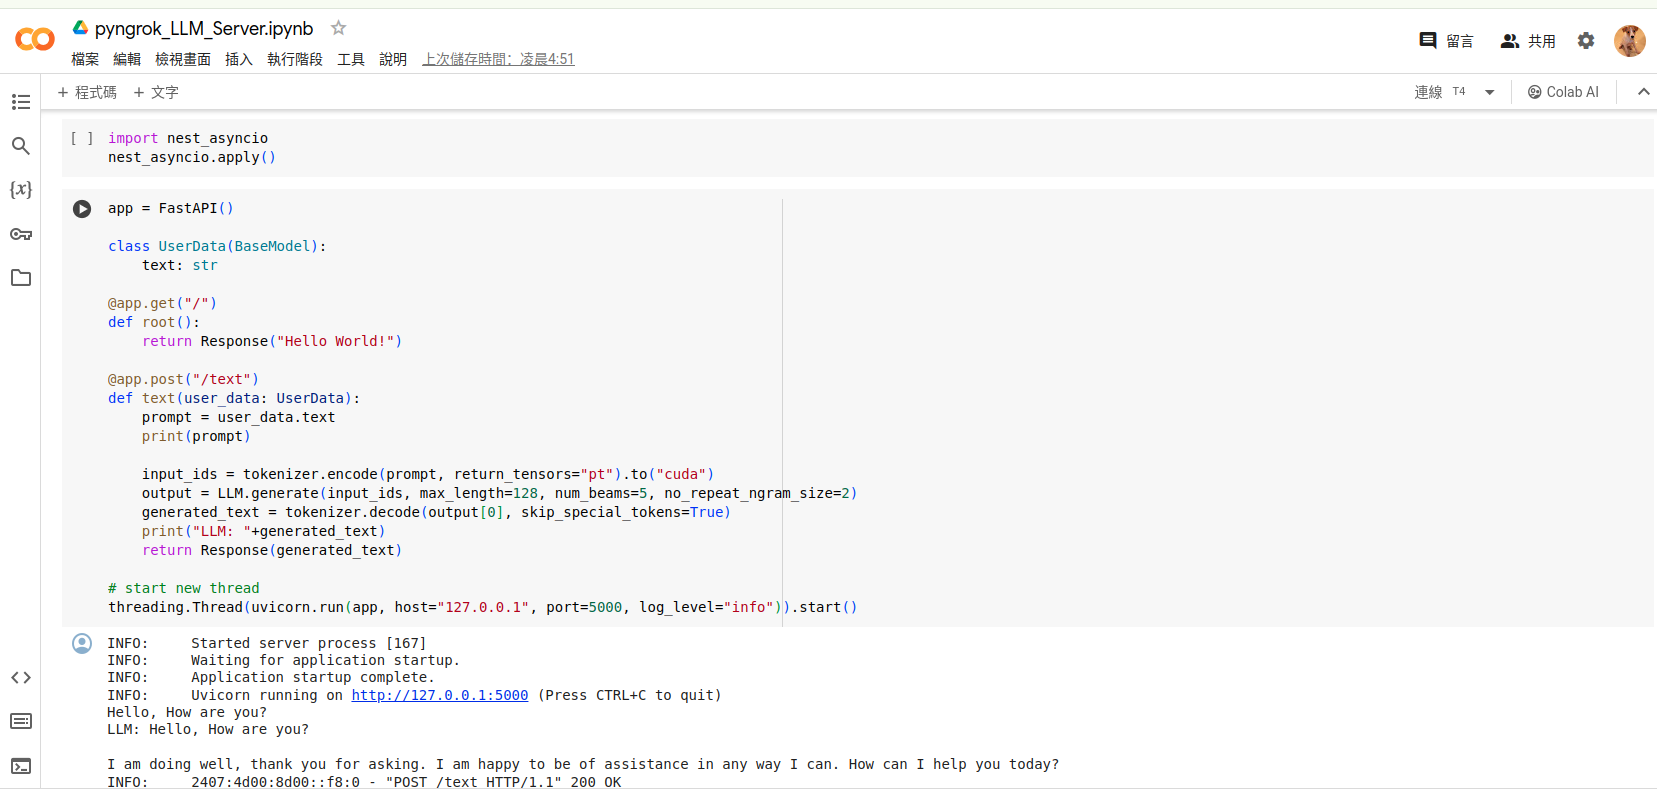 pyngrok_LLM_Server.ipynb
檔案 編輯 檢視畫面 插入 執行階段 工具 說明 上次儲存時間：凌晨4:51
留言 共用
+ 程式碼 + 文字
連線 T4 Colab AI
[ ] import nest_asyncio
nest_asyncio.apply()
app = FastAPI()
class UserData(BaseModel):
    text: str
@app.get("/")
def root():
    return Response("Hello World!")
@app.post("/text")
def text(user_data: UserData):
    prompt = user_data.text
    print(prompt)
    input_ids = tokenizer.encode(prompt, return_tensors="pt").to("cuda")
    output = LLM.generate(input_ids, max_length=128, num_beams=5, no_repeat_ngram_size=2)
    generated_text = tokenizer.decode(output[0], skip_special_tokens=True)
    print("LLM: "+generated_text)
    return Response(generated_text)
# start new thread
threading.Thread(uvicorn.run(app, host="127.0.0.1", port=5000, log_level="info")).start()
INFO:     Started server process [167]
INFO:     Waiting for application startup.
INFO:     Application startup complete.
INFO:     Uvicorn running on http://127.0.0.1:5000 (Press CTRL+C to quit)
Hello, How are you?
LLM: Hello, How are you?
I am doing well, thank you for asking. I am happy to be of assistance in any way I can. How can I help you today?
INFO:     2407:4d00:8d00::f8:0 - "POST /text HTTP/1.1" 200 OK
{x}